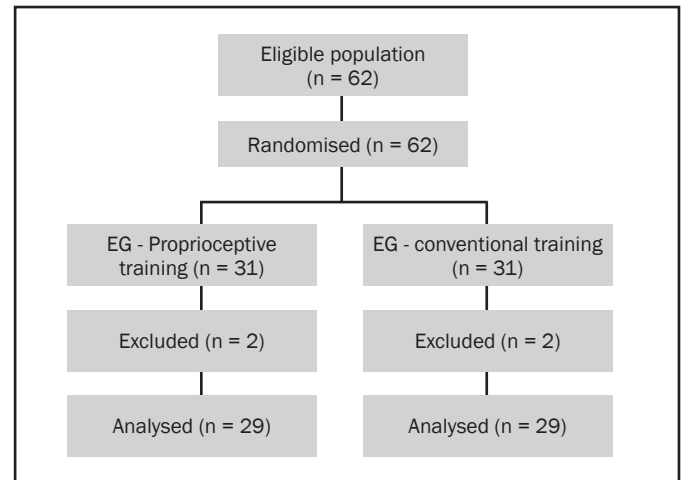 Eligible population
(n = 62)
Randomised (n = 62)
EG - Proprioceptive
training (n = 31)
EG - conventional training
(n = 31)
Excluded (n = 2)
Excluded (n = 2)
Analysed (n = 29)
Analysed (n = 29)